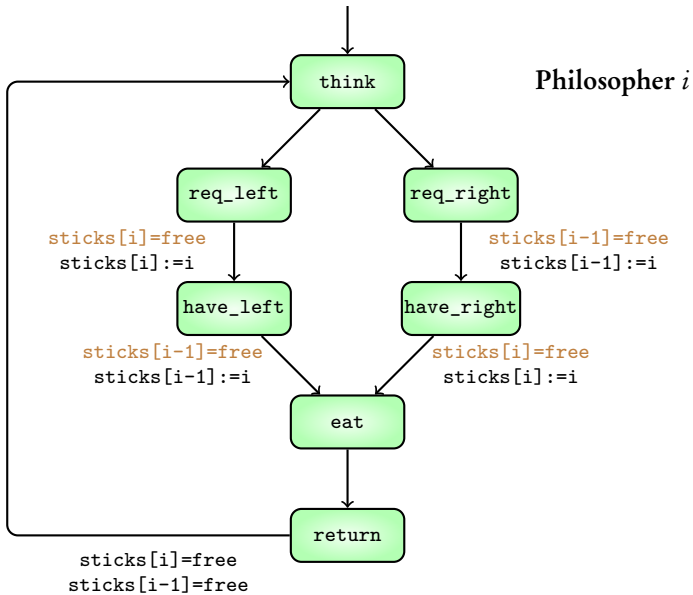 think
Philosopher i
req_left
req_right
sticks[i]=free
sticks[i]:=i
sticks[i-1]=free
sticks[i-1]:=i
have_left
have_right
sticks[i-1]=free
sticks[i-1]:=i
sticks[i]=free
sticks[i]:=i
eat
return
sticks[i]=free
sticks[i-1]=free